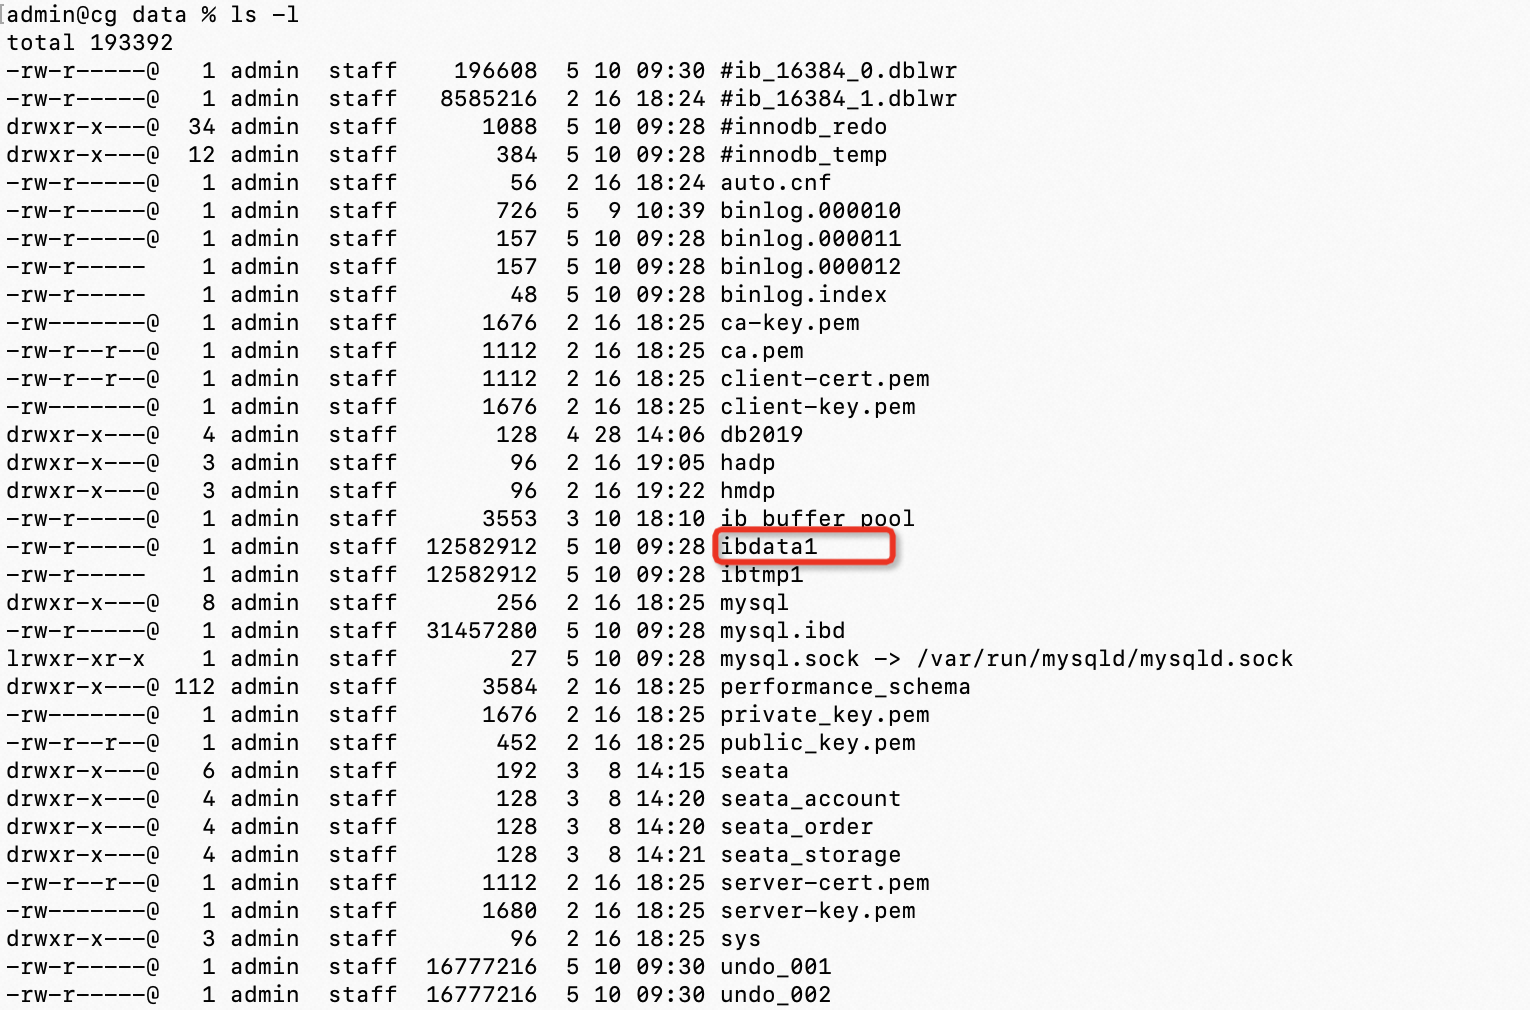 [admin@cg data % ls -l
total 193392
-rw-r-----@   1 admin  staff    196608  5 10 09:30 #ib_16384_0.dblwr
-rw-r-----@   1 admin  staff   8585216  2 16 18:24 #ib_16384_1.dblwr
drwxr-x---@  34 admin  staff      1088  5 10 09:28 #innodb_redo
drwxr-x---@  12 admin  staff       384  5 10 09:28 #innodb_temp
-rw-r-----@   1 admin  staff        56  2 16 18:24 auto.cnf
-rw-r-----@   1 admin  staff       726  5  9 10:39 binlog.000010
-rw-r-----@   1 admin  staff       157  5 10 09:28 binlog.000011
-rw-r-----    1 admin  staff       157  5 10 09:28 binlog.000012
-rw-r-----    1 admin  staff        48  5 10 09:28 binlog.index
-rw-------@   1 admin  staff      1676  2 16 18:25 ca-key.pem
-rw-r--r--@   1 admin  staff      1112  2 16 18:25 ca.pem
-rw-r--r--@   1 admin  staff      1112  2 16 18:25 client-cert.pem
-rw-------@   1 admin  staff      1676  2 16 18:25 client-key.pem
drwxr-x---@   4 admin  staff       128  4 28 14:06 db2019
drwxr-x---@   3 admin  staff        96  2 16 19:05 hadp
drwxr-x---@   3 admin  staff        96  2 16 19:22 hmdp
-rw-r-----@   1 admin  staff      3553  3 10 18:10 ib_buffer_pool
-rw-r-----@   1 admin  staff  12582912  5 10 09:28 ibdata1
-rw-r-----    1 admin  staff  12582912  5 10 09:28 ibtmp1
drwxr-x---@   8 admin  staff       256  2 16 18:25 mysql
-rw-r-----@   1 admin  staff  31457280  5 10 09:28 mysql.ibd
lrwxr-xr-x    1 admin  staff        27  5 10 09:28 mysql.sock -> /var/run/mysqld/mysqld.sock
drwxr-x---@ 112 admin  staff      3584  2 16 18:25 performance_schema
-rw-------@   1 admin  staff      1676  2 16 18:25 private_key.pem
-rw-r--r--@   1 admin  staff       452  2 16 18:25 public_key.pem
drwxr-x---@   6 admin  staff       192  3  8 14:15 seata
drwxr-x---@   4 admin  staff       128  3  8 14:20 seata_account
drwxr-x---@   4 admin  staff       128  3  8 14:20 seata_order
drwxr-x---@   4 admin  staff       128  3  8 14:21 seata_storage
-rw-r--r--@   1 admin  staff      1112  2 16 18:25 server-cert.pem
-rw-------@   1 admin  staff      1680  2 16 18:25 server-key.pem
drwxr-x---@   3 admin  staff        96  2 16 18:25 sys
-rw-r-----@   1 admin  staff  16777216  5 10 09:30 undo_001
-rw-r-----@   1 admin  staff  16777216  5 10 09:30 undo_002